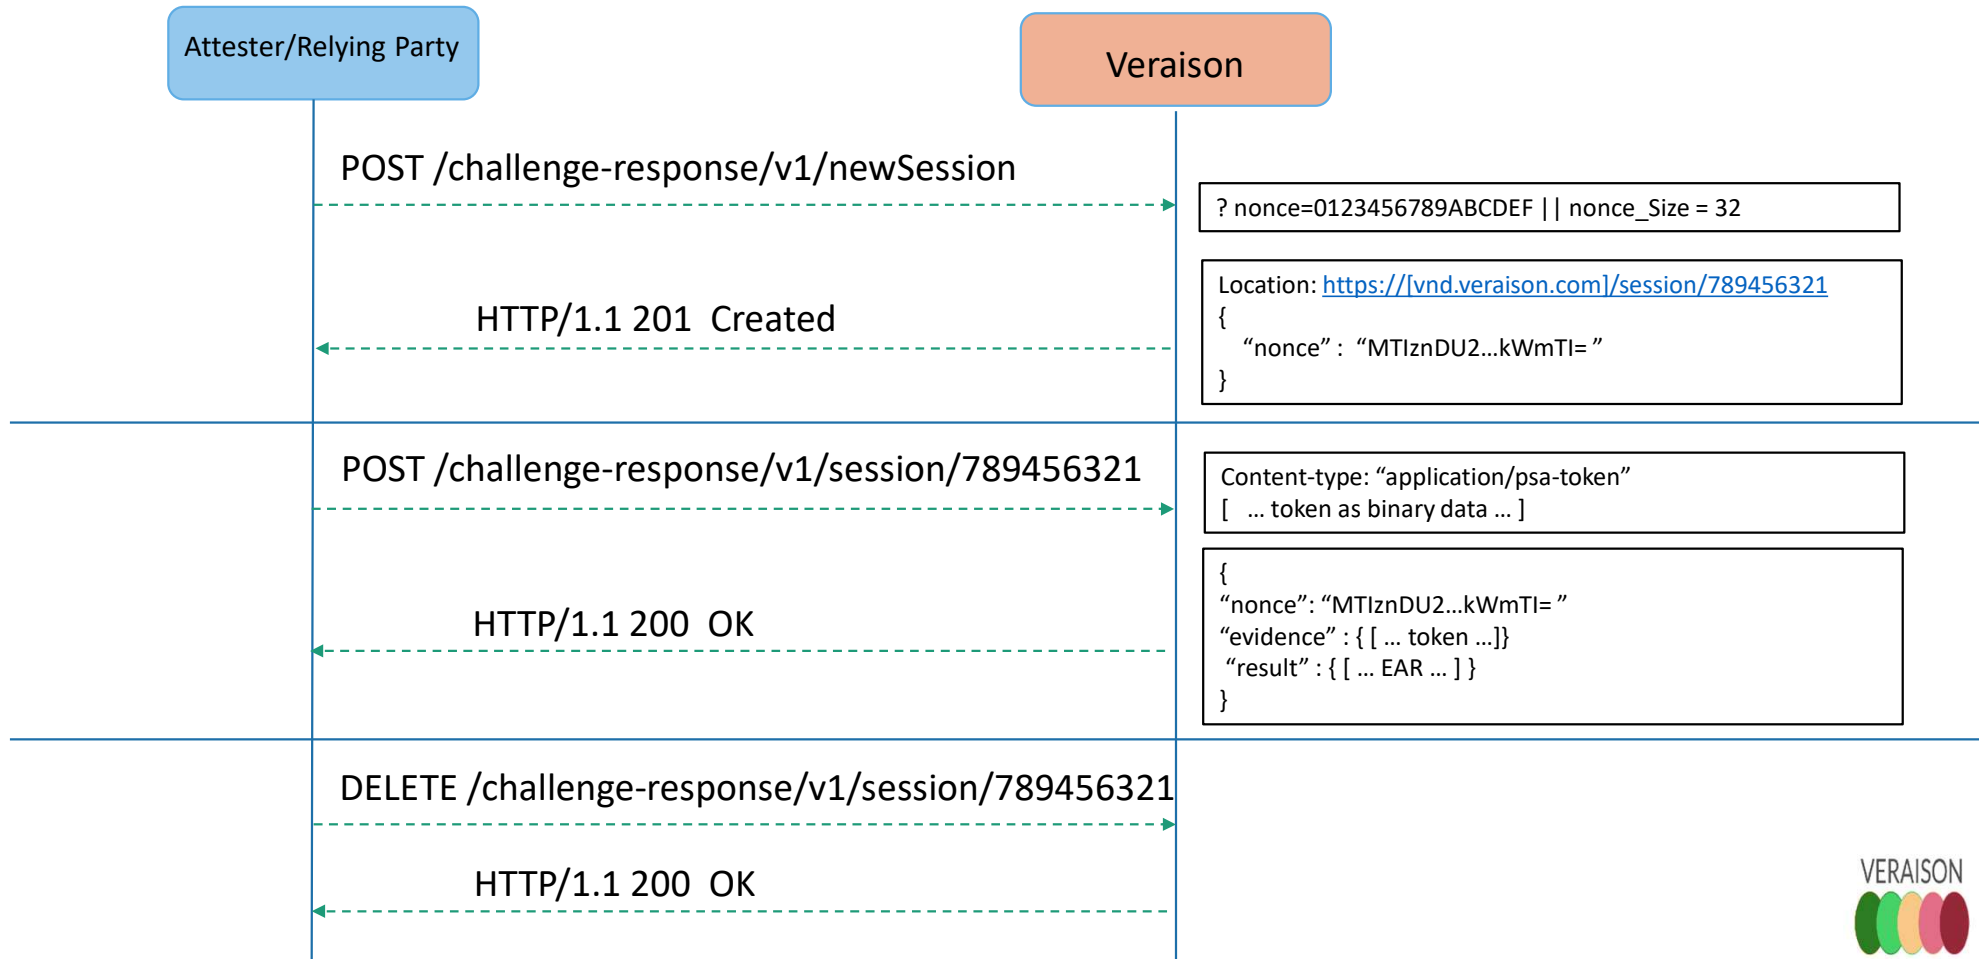 Attester/Relying Party
Veraison
POST /challenge-response/v1/newSession
? nonce=0123456789ABCDEF || nonce_Size = 32
HTTP/1.1 201 Created
Location: https://[vnd.veraison.com]/session/789456321
{
“nonce” : “MTIznDU2…kWmTI= ”
}
POST /challenge-response/v1/session/789456321
Content-type: “application/psa-token”
[ … token as binary data … ]
HTTP/1.1 200 OK
{
“nonce”: “MTIznDU2…kWmTI= ”
“evidence” : { [ … token …]}
“result” : { [ … EAR … ] }
}
DELETE /challenge-response/v1/session/789456321
HTTP/1.1 200 OK
VERAISON